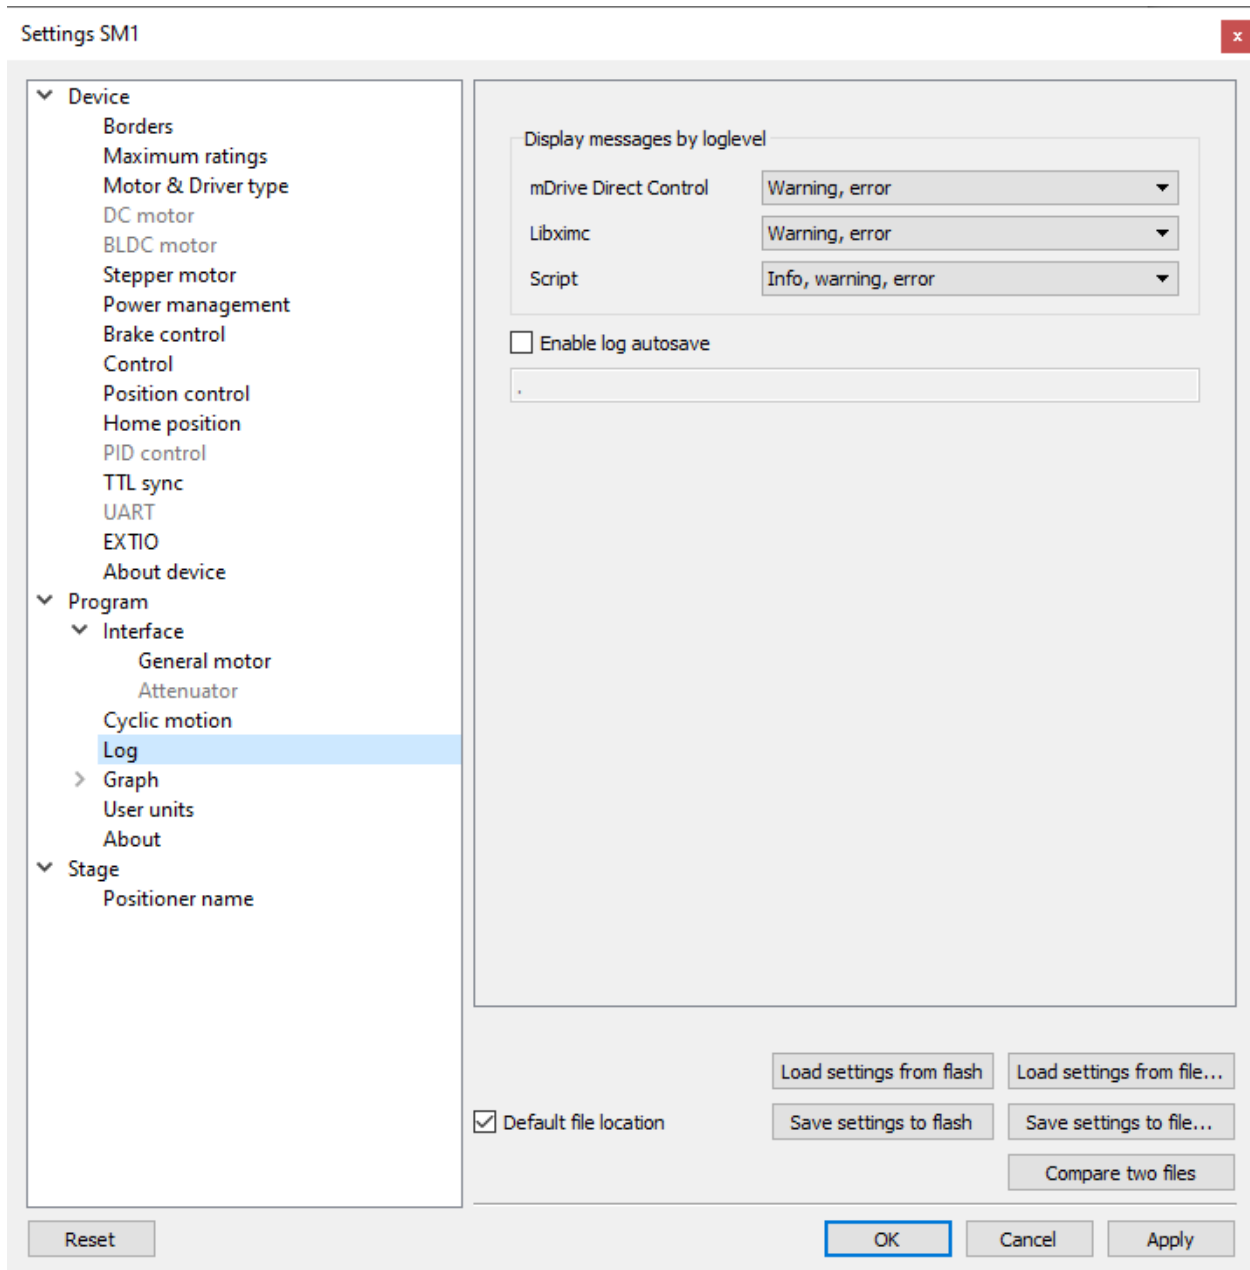 Settings SM1
x
Device
Borders
Maximum ratings
Motor & Driver type
DC motor
BLDC motor
Stepper motor
Power management
Brake control
Control
Position control
Home position
PID control
TTL sync
UART
EXTIO
About device
Program
Interface
General motor
Attenuator
Cyclic motion
Log
Graph
User units
About
Stage
Positioner name
Display messages by loglevel
mDrive Direct Control Warning, error
Libximc Warning, error
Script Info, warning, error
Enable log autosave
.
Load settings from flash Load settings from file...
Default file location Save settings to flash Save settings to file...
Compare two files
Reset OK Cancel Apply